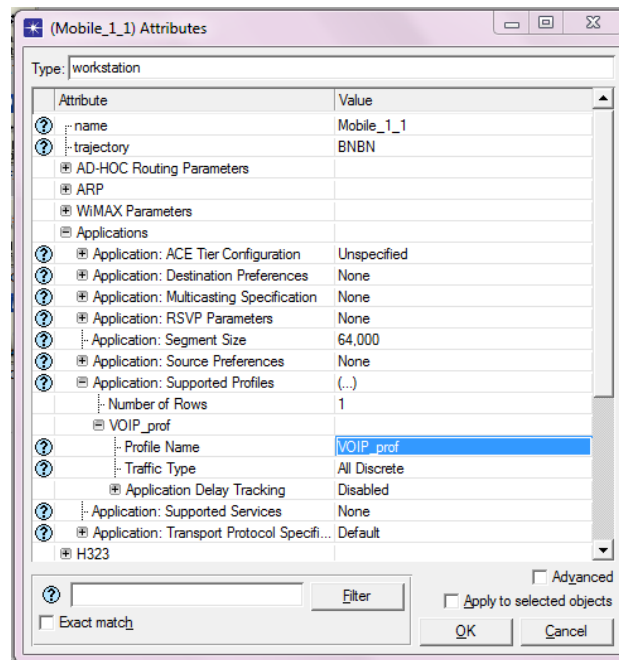 (Mobile_1_1) Attributes
Type: workstation
Attribute Value
? name Mobile_1_1
? trajectory BNBN
AD-HOC Routing Parameters
ARP
WiMAX Parameters
Applications
? Application: ACE Tier Configuration Unspecified
? Application: Destination Preferences None
? Application: Multicasting Specification None
? Application: RSVP Parameters None
? Application: Segment Size 64,000
? Application: Source Preferences None
? Application: Supported Profiles (...)
Number of Rows 1
VOIP_prof
? Profile Name VOIP_prof
? Traffic Type All Discrete
Application Delay Tracking Disabled
? Application: Supported Services None
? Application: Transport Protocol Specifi... Default
H323
Advanced
? Filter Apply to selected objects
Exact match OK Cancel